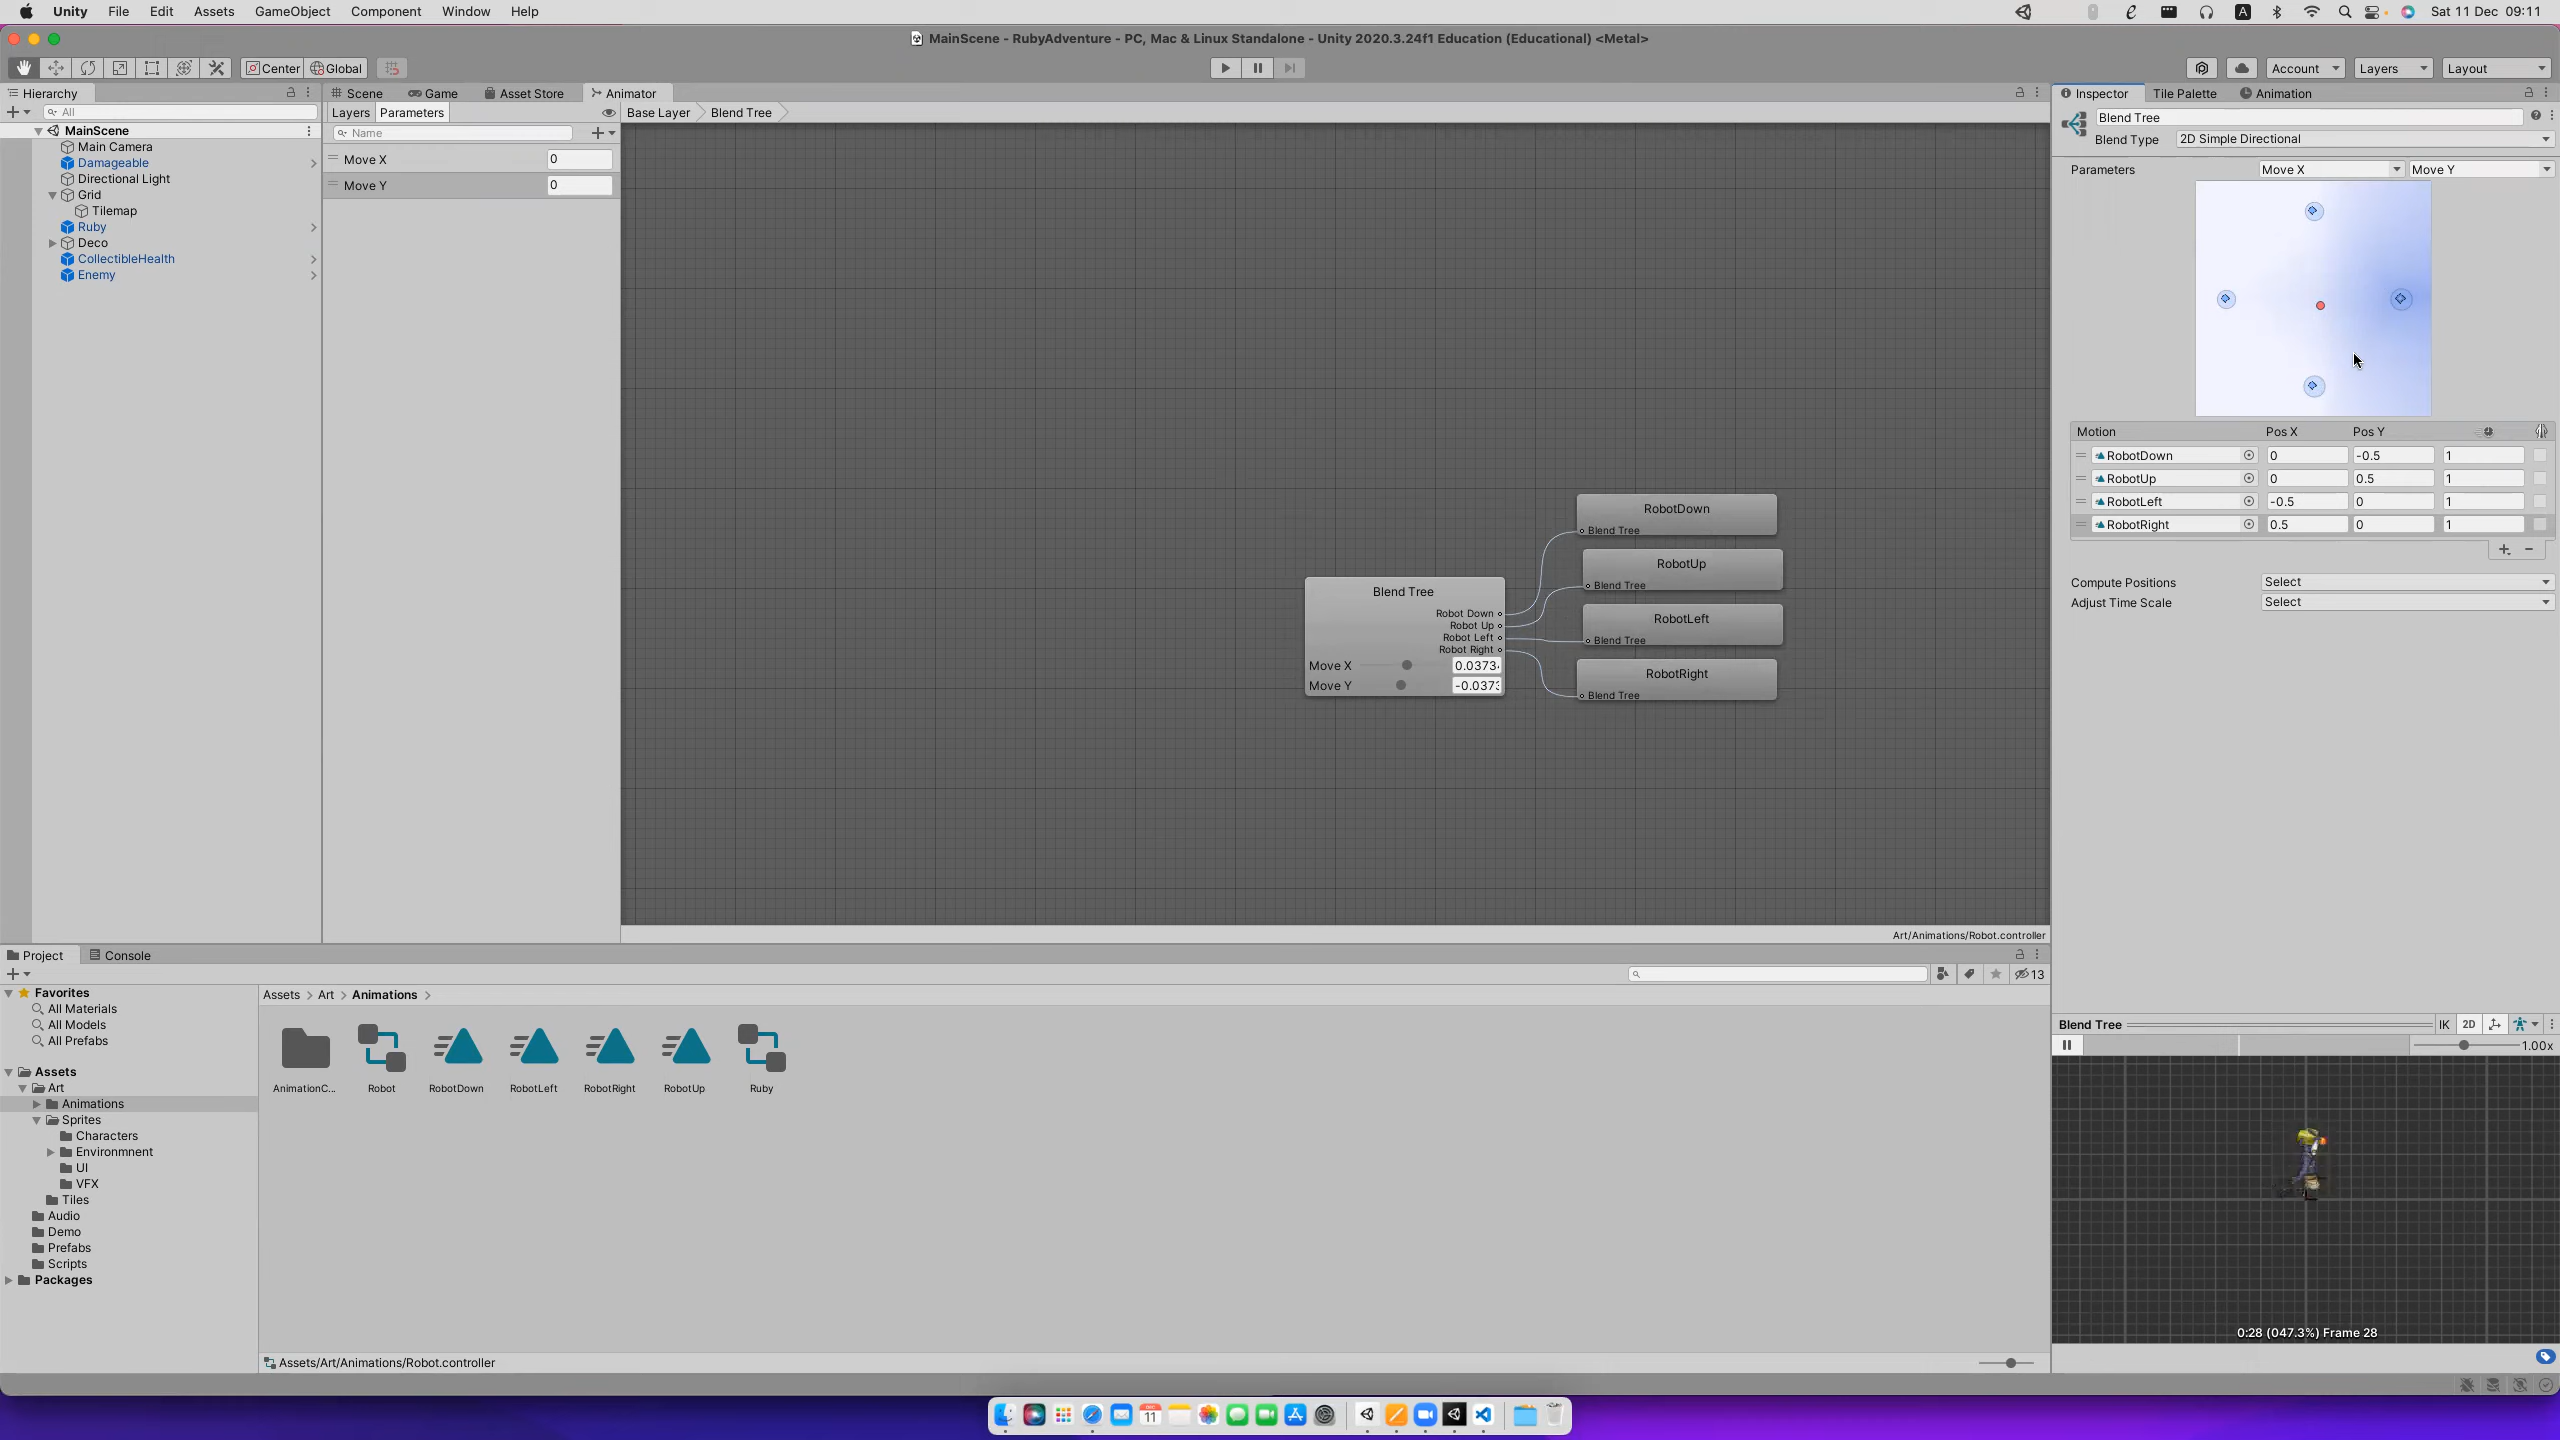 Unity File Edit Assets GameObject Component Window Help
A Sat 11 Dec 09:11
MainScene - RubyAdventure - PC, Mac & Linux Standalone - Unity 2020.3.24f1 Education (Educational) <Metal>
Center Global Account Layers Layout
Hierarchy
All
MainScene
Main Camera
Damageable
Directional Light
Grid
Tilemap
Ruby
Deco
CollectibleHealth
Enemy
Scene Game Asset Store Animator
Layers Parameters
Name
Move X 0
Move Y 0
Base Layer Blend Tree
Blend Tree
Robot Down
Robot Up
Robot Left
Robot Right
Move X 0.0373
Move Y -0.037
RobotDown
Blend Tree
RobotUp
Blend Tree
RobotLeft
Blend Tree
RobotRight
Blend Tree
Art/Animations/Robot.controller
Inspector Tile Palette Animation
Blend Tree
Blend Type 2D Simple Directional
Parameters Move X Move Y
Motion Pos X Pos Y
RobotDown 0 -0.5 1
RobotUp 0 0.5 1
RobotLeft -0.5 0 1
RobotRight 0.5 0 1
Compute Positions Select
Adjust Time Scale Select
Blend Tree IK 2D
1.00x
0:28 (047.3%) Frame 28
Project Console
13
Favorites
All Materials
All Models
All Prefabs
Assets
Art
Animations
Sprites
Characters
Environmnent
UI
VFX
Tiles
Audio
Demo
Prefabs
Scripts
Packages
Assets > Art > Animations >
AnimationC... Robot RobotDown RobotLeft RobotRight RobotUp Ruby
Assets/Art/Animations/Robot.controller
DEC
11